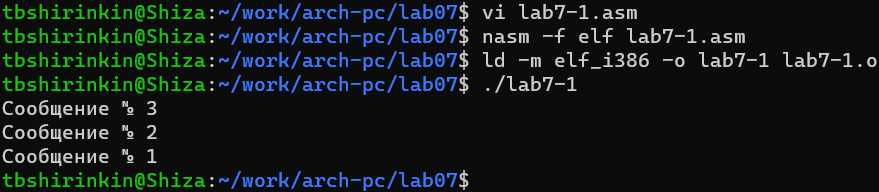 tbshirinkin@Shiza:~/work/arch-pc/lab07$ vi lab7-1.asm
tbshirinkin@Shiza:~/work/arch-pc/lab07$ nasm -f elf lab7-1.asm
tbshirinkin@Shiza:~/work/arch-pc/lab07$ ld -m elf_i386 -o lab7-1 lab7-1.o
tbshirinkin@Shiza:~/work/arch-pc/lab07$ ./lab7-1
Сообщение № 3
Сообщение № 2
Сообщение № 1
tbshirinkin@Shiza:~/work/arch-pc/lab07$